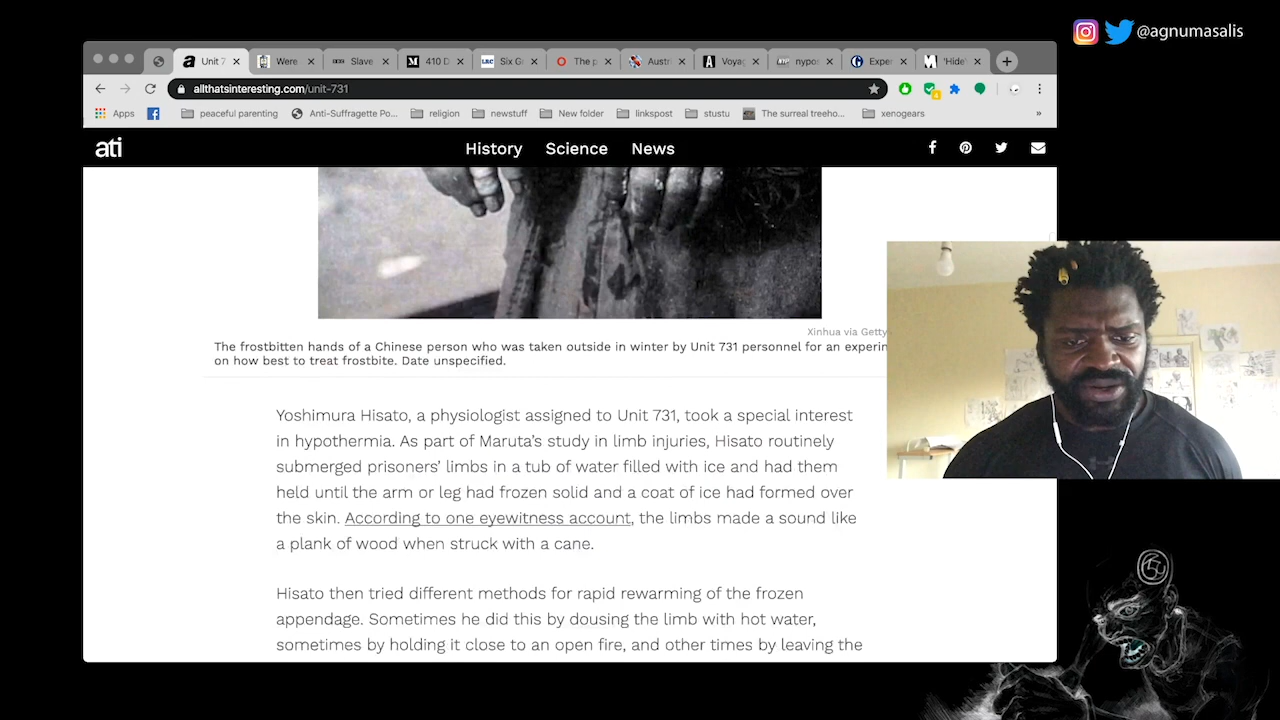 @agnumasalis
Unit 7
Were
Slave
410 D
LRC
Six G
The p
Austr
Voyag
nypos
Exper
'Hide'
allthatsinteresting.com/unit-731
Apps
peaceful parenting
Anti-Suffragette Po...
religion
newstuff
New folder
linkspost
stustu
The surreal treeho...
xenogears
»
ati
History
Science
News
Xinhua via Getty
The frostbitten hands of a Chinese person who was taken outside in winter by Unit 731 personnel for an experin
on how best to treat frostbite. Date unspecified.
Yoshimura Hisato, a physiologist assigned to Unit 731, took a special interest
in hypothermia. As part of Maruta's study in limb injuries, Hisato routinely
submerged prisoners' limbs in a tub of water filled with ice and had them
held until the arm or leg had frozen solid and a coat of ice had formed over
the skin. According to one eyewitness account, the limbs made a sound like
a plank of wood when struck with a cane.
Hisato then tried different methods for rapid rewarming of the frozen
appendage. Sometimes he did this by dousing the limb with hot water,
sometimes by holding it close to an open fire, and other times by leaving the